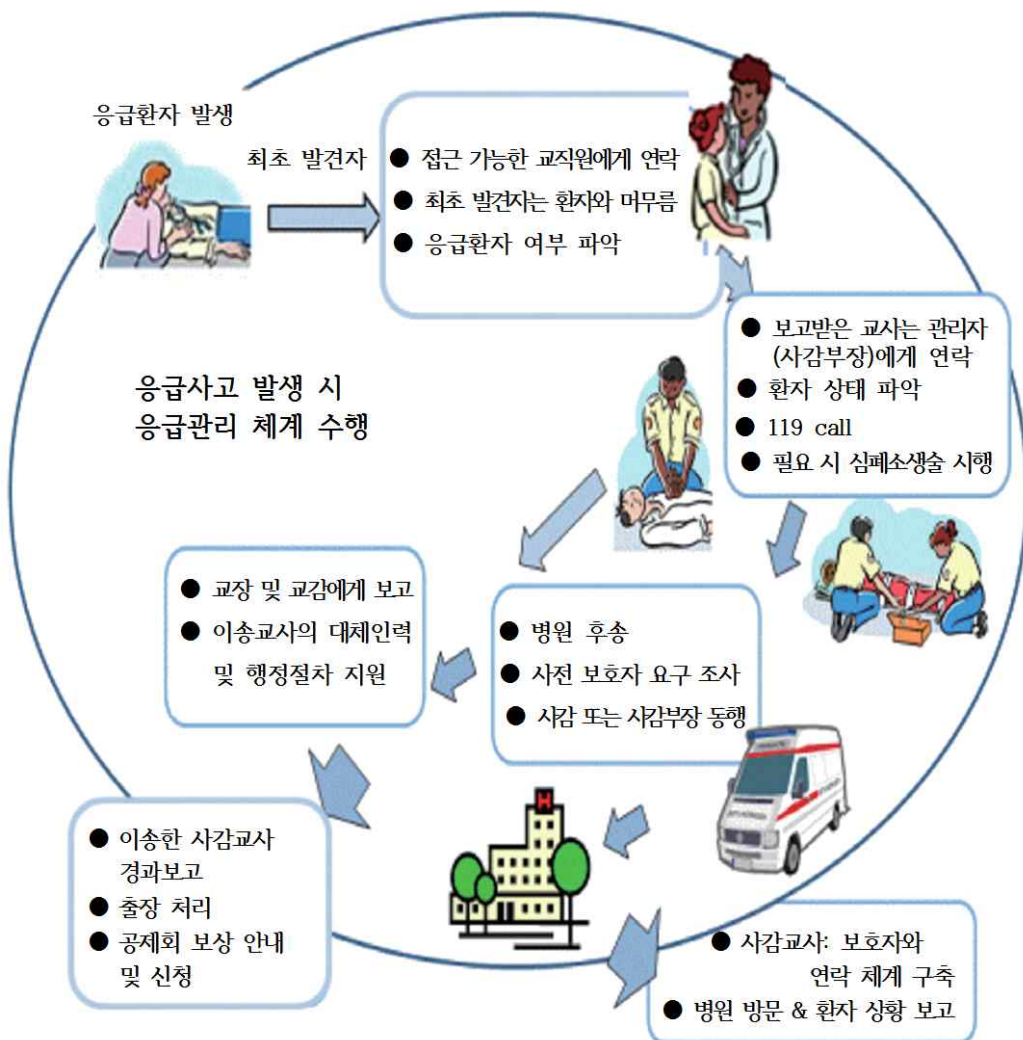 응급환자 발생
최초 발견자
● 접근 가능한 교직원에게 연락
● 최초 발견자는 환자와 머무름
● 응급환자 여부 파악
● 보고받은 교사는 관리자
(사감부장)에게 연락
● 환자 상태 파악
● 119 call
● 필요 시 심폐소생술 시행
응급사고 발생 시
응급관리 체계 수행
● 교장 및 교감에게 보고
● 이송교사의 대체인력
및 행정절차 지원
● 병원 후송
● 사전 보호자 요구 조사
● 사감 또는 사감부장 동행
H
● 이송한 사감교사
경과보고
● 출장 처리
● 공제회 보상 안내
및 신청
● 사감교사: 보호자와
연락 체계 구축
● 병원 방문 & 환자 상황 보고